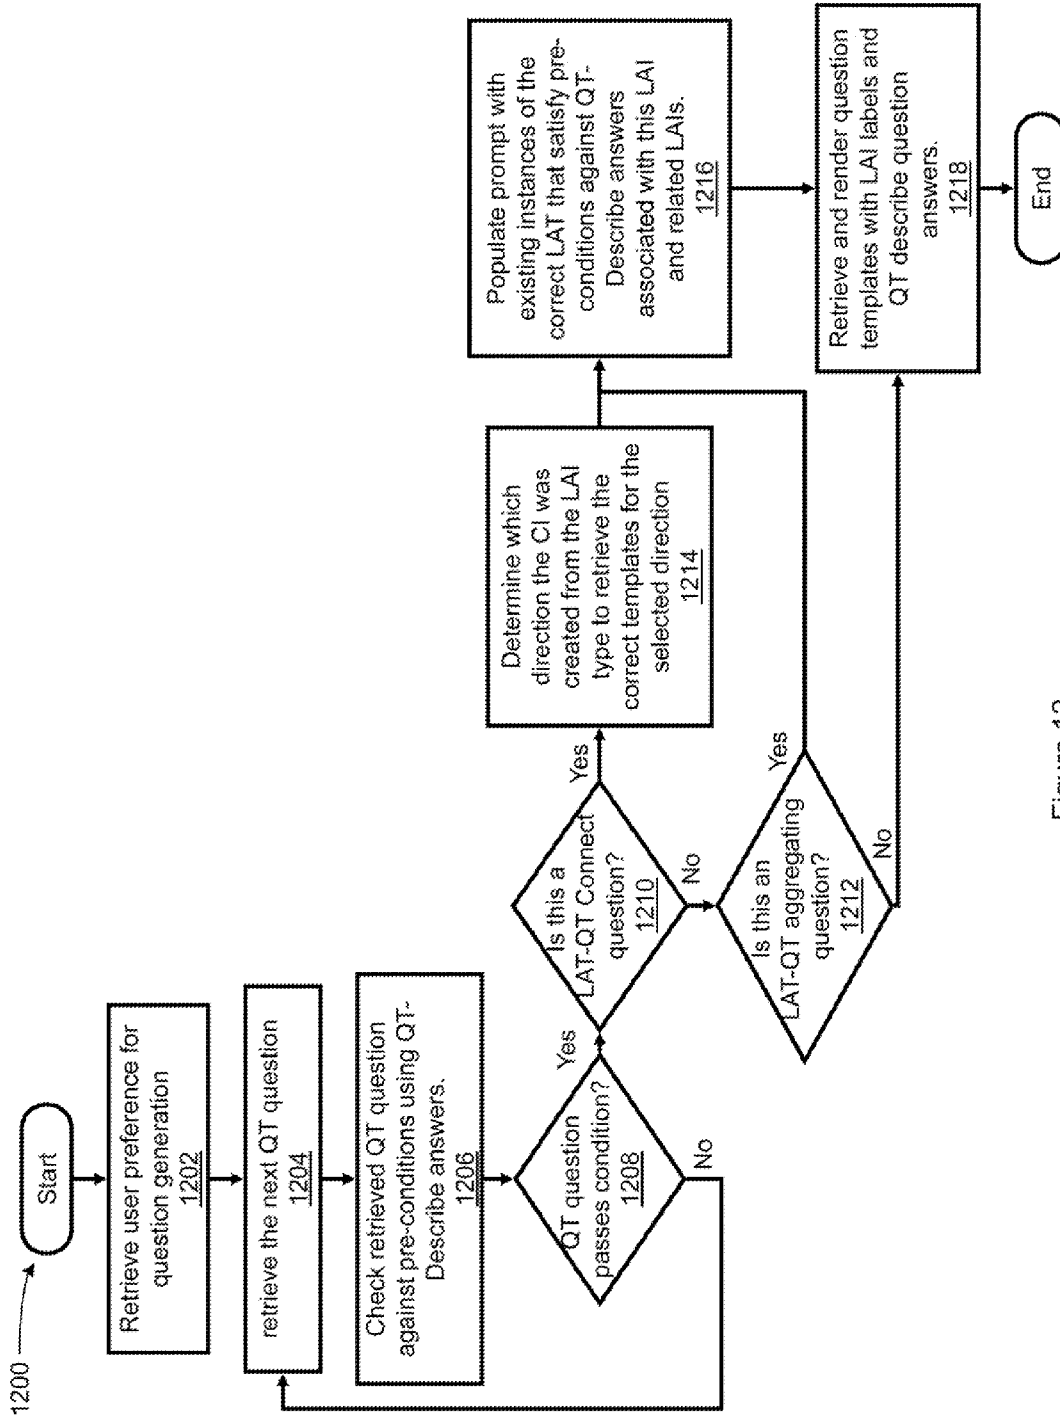 1200
Start
Retrieve user preference for
question generation
1202
retrieve the next QT question
1204
Check retrieved QT question
against pre-conditions using QT-
Describe answers.
1206
QT question
passes condition?
1208
No
Yes
Is this a
LAT-QT Connect
question?
1210
Yes
No
Is this an
LAT-QT aggregating
question?
1212
Yes
No
Determine which
direction the CI was
created from the LAI
type to retrieve the
correct templates for the
selected direction
1214
Populate prompt with
existing instances of the
correct LAT that satisfy pre-
conditions against QT-
Describe answers
associated with this LAI
and related LAIs.
1216
Retrieve and render question
templates with LAI labels and
QT describe question
answers.
1218
End
Figure 12